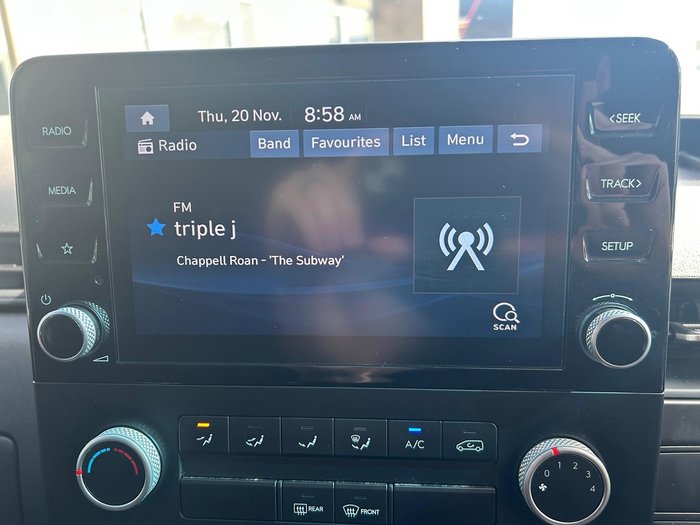 Thu, 20 Nov. 8:58 AM
RADIO
Radio Band Favourites List Menu
<SEEK
MEDIA
TRACK>
FM
triple j
Chappell Roan - 'The Subway'
SETUP
SCAN
A/C
0 1 2 3 4
REAR FRONT